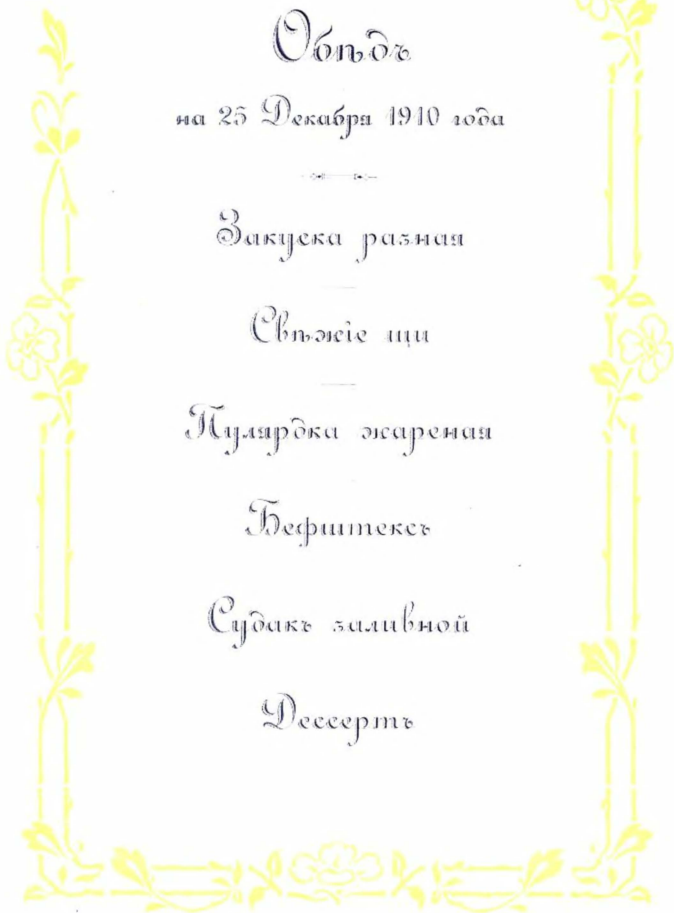 Обѣдъ
на 25 Декабря 1910 года
Закуска разная
Свѣжіе щи
Пулярдка жареная
Бефштексъ
Судакъ заливной
Дессертъ